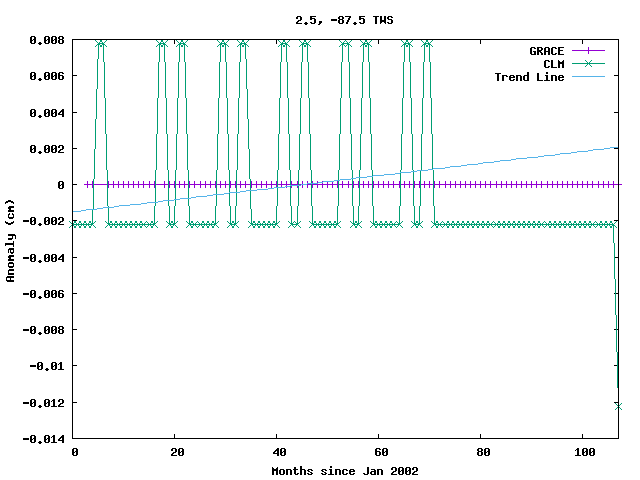 2.5, -87.5 TWS
GRACE
CLM
Trend Line
0.008
0.006
0.004
0.002
0
-0.002
-0.004
-0.006
-0.008
-0.01
-0.012
-0.014
Anomaly (cm)
0 20 40 60 80 100
Months since Jan 2002